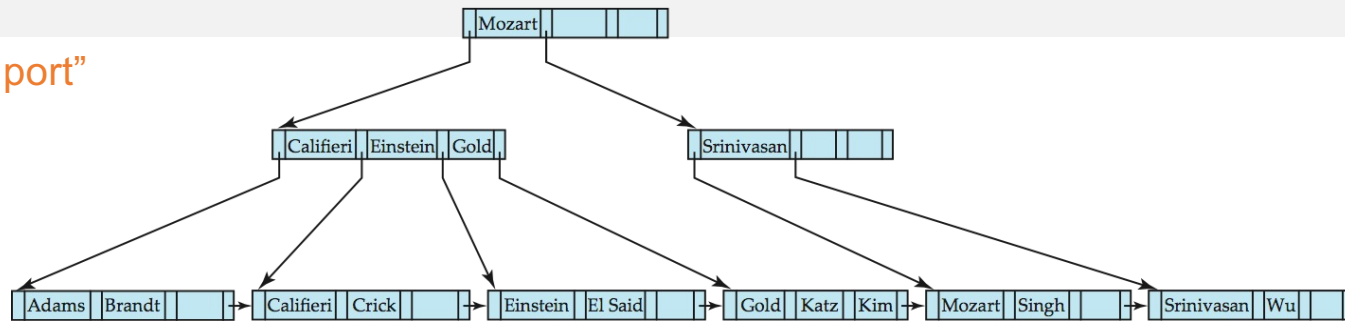 Mozart
port”
Califieri Einstein Gold
Srinivasan
Adams Brandt
Califieri Crick
Einstein El Said
Gold Katz Kim
Mozart Singh
Srinivasan Wu